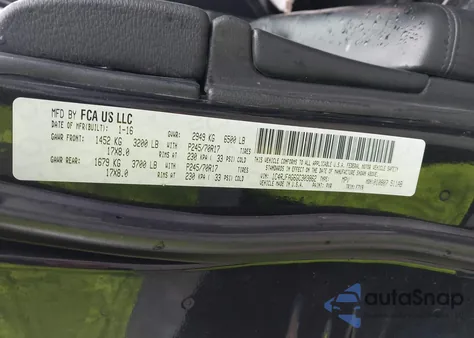 MFD BY FCA US LLC
DATE OF MFR(BUILT): 1-16 GVWR: 2949 KG 6500 LB
GAWR FRONT: 1452 KG 3200 LB WITH P245/70R17 TIRES
17X8.0 RIMS AT 230 KPA ( 33 PSI) COLD
GAWR REAR: 1679 KG 3700 LB WITH P245/70R17 TIRES
17X8.0 RIMS AT 230 KPA ( 33 PSI) COLD
THIS VEHICLE CONFORMS TO ALL APPLICABLE U.S.A. FEDERAL MOTOR VEHICLE SAFETY
STANDARDS IN EFFECT ON THE DATE OF MANUFACTURE SHOWN ABOVE.
MADE IN U.S.A.
autoSnap